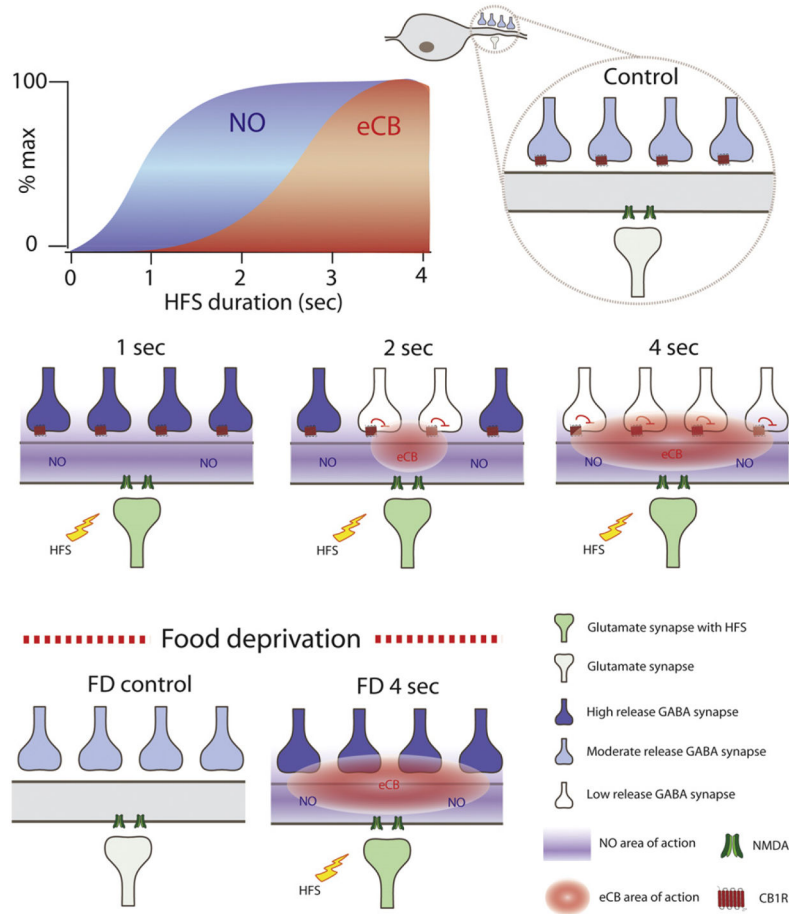 100
% max
0
NO
eCB
0
1
2
3
4
HFS duration (sec)
Control
1 sec
NO
NO
HFS
2 sec
eCB
NO
NO
HFS
4 sec
eCB
NO
NO
HFS
Food deprivation
FD control
FD 4 sec
eCB
NO
NO
HFS
Glutamate synapse with HFS
Glutamate synapse
High release GABA synapse
Moderate release GABA synapse
Low release GABA synapse
NO area of action
NMDA
eCB area of action
CB1R